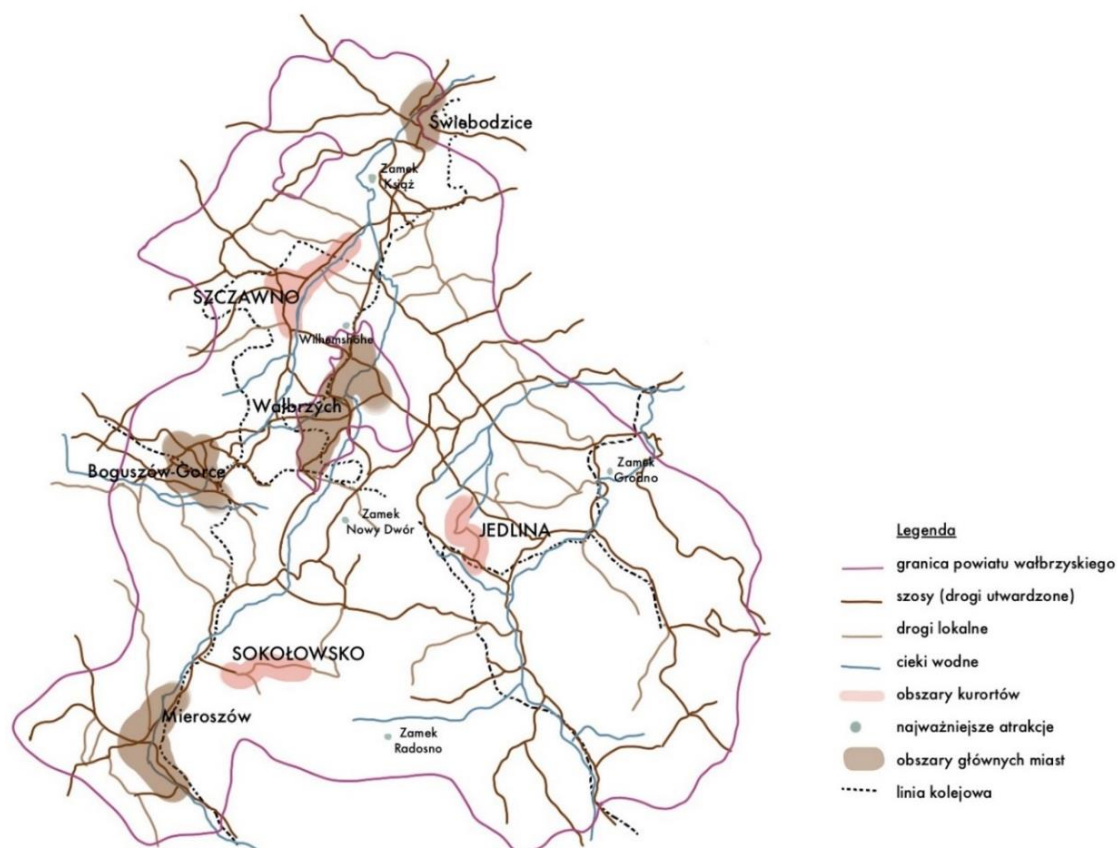 Świebodzice
Zamek
Książ
SZCZAWNO
Wilhemshöhe
Wałbrzych
Boguszów-Gorce
Zamek
Grodno
Zamek
Nowy Dwór
JEDLINA
SOKOŁOWSKO
Mieroszów
Zamek
Radosno
Legenda
granica powiatu wałbrzyskiego
szosy (drogi utwardzone)
drogi lokalne
cieki wodne
obszary kurortów
najważniejsze atrakcje
obszary głównych miast
linia kolejowa